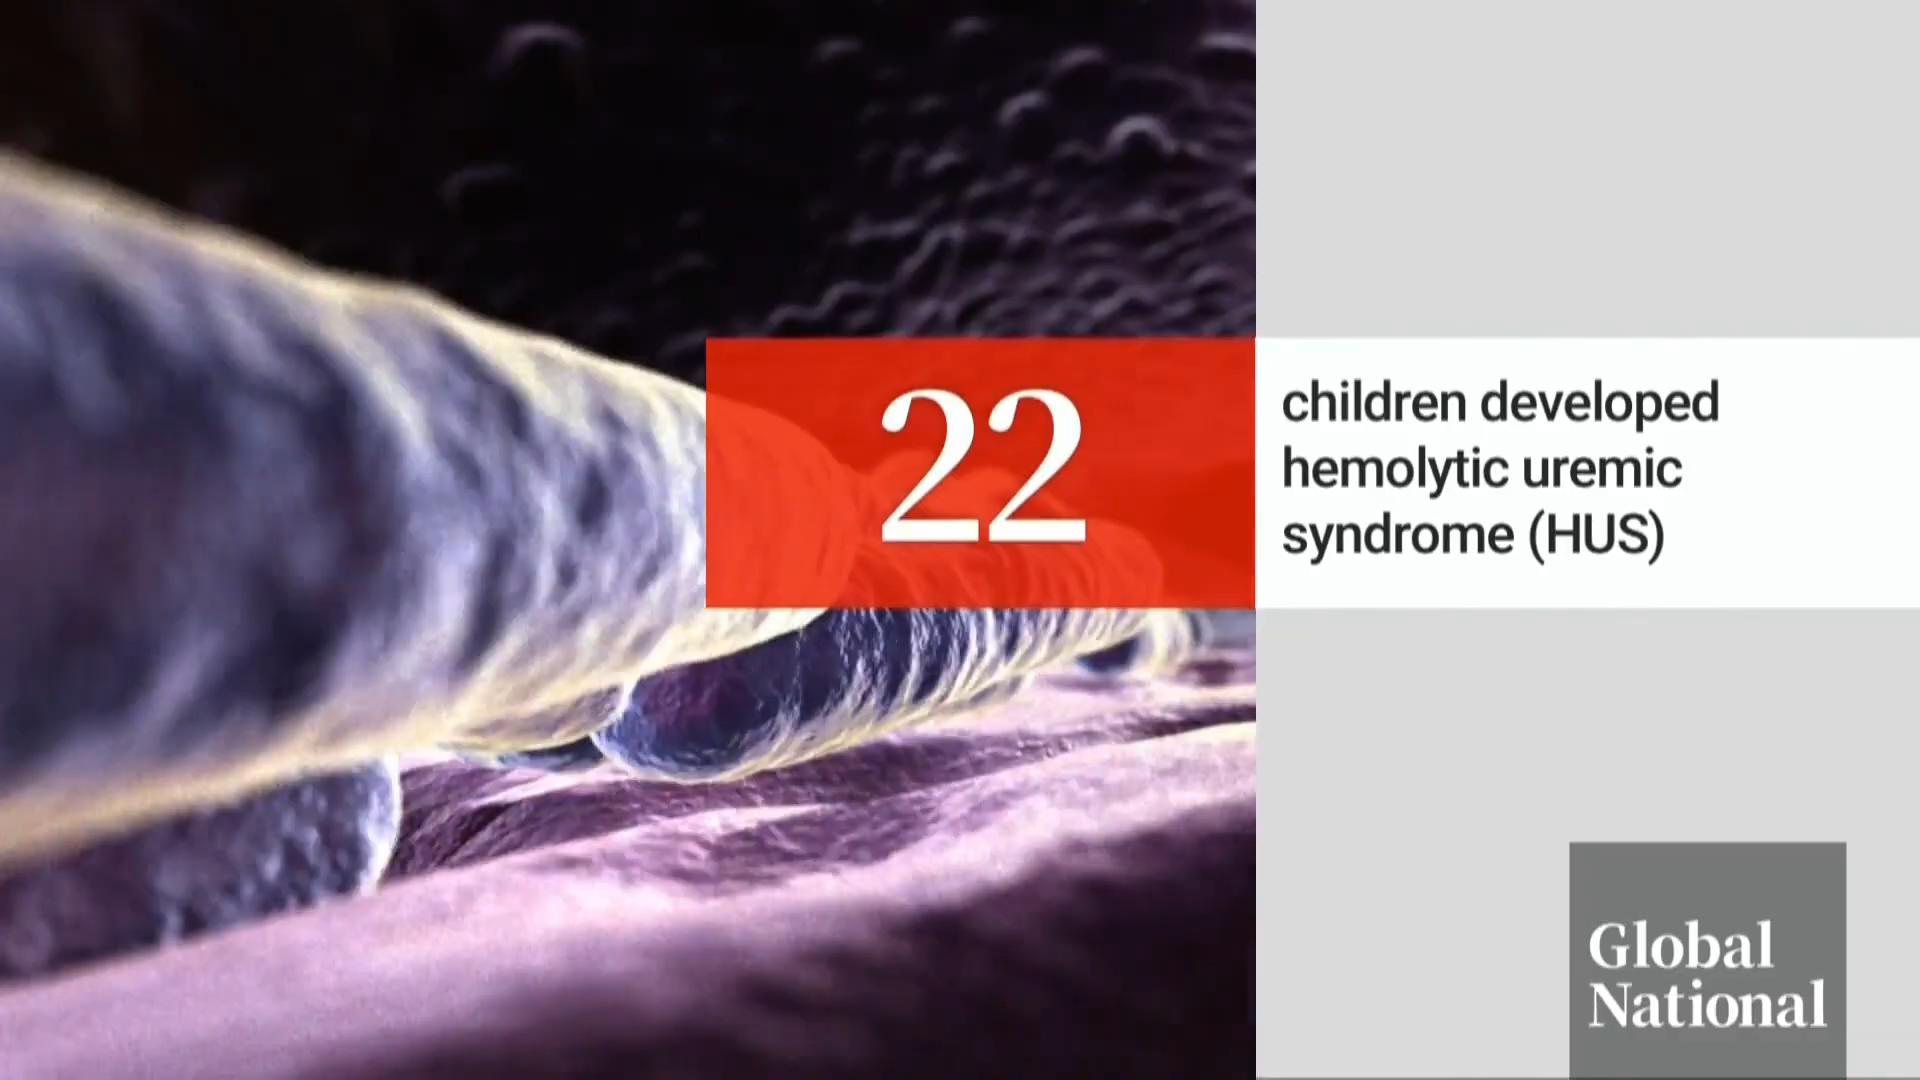 22
children developed
hemolytic uremic
syndrome (HUS)
Global
National